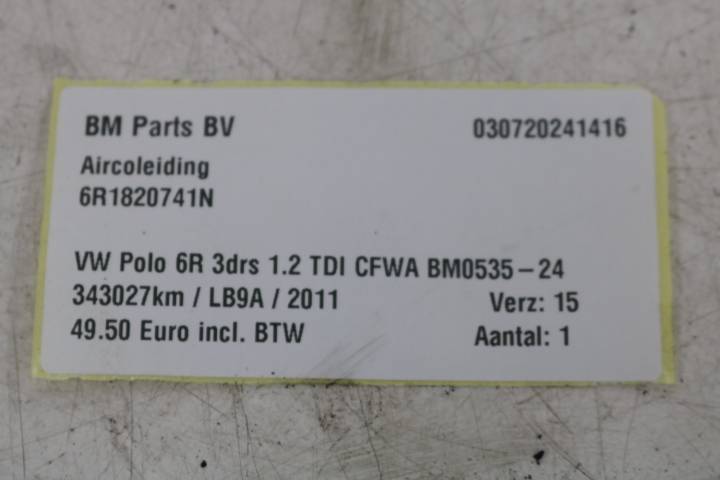 BM Parts BV 030720241416
Aircoleiding
6R1820741N
VW Polo 6R 3drs 1.2 TDI CFWA BM0535-24
343027km / LB9A / 2011 Verz: 15
49.50 Euro incl. BTW Aantal: 1